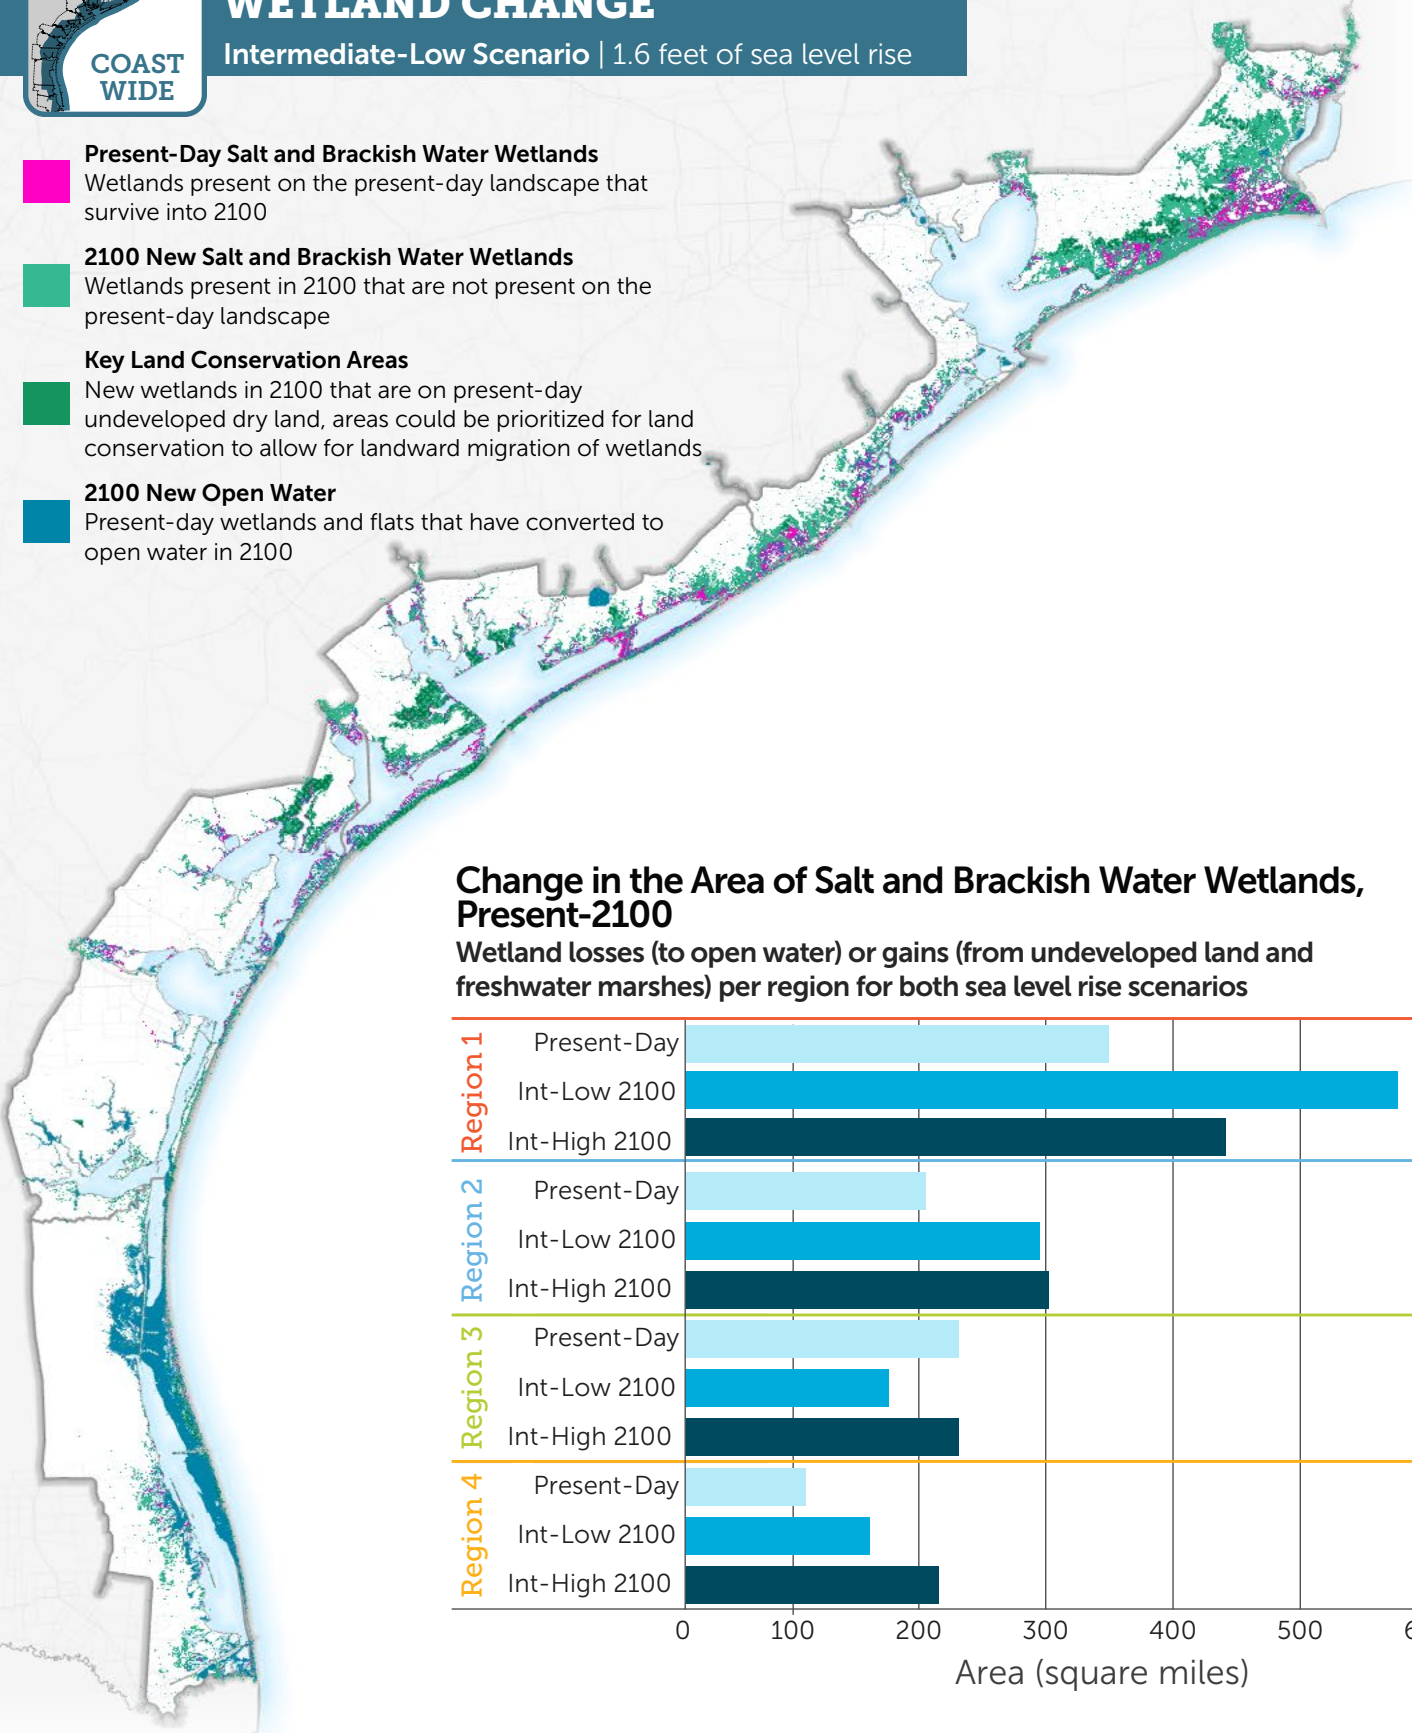 WETLAND CHANGE
Intermediate-Low Scenario | 1.6 feet of sea level rise
COAST
WIDE
Present-Day Salt and Brackish Water Wetlands
Wetlands present on the present-day landscape that
survive into 2100
2100 New Salt and Brackish Water Wetlands
Wetlands present in 2100 that are not present on the
present-day landscape
Key Land Conservation Areas
New wetlands in 2100 that are on present-day
undeveloped dry land, areas could be prioritized for land
conservation to allow for landward migration of wetlands
2100 New Open Water
Present-day wetlands and flats that have converted to
open water in 2100
Change in the Area of Salt and Brackish Water Wetlands,
Present-2100
Wetland losses (to open water) or gains (from undeveloped land and
freshwater marshes) per region for both sea level rise scenarios
Region 1
Present-Day
Int-Low 2100
Int-High 2100
Region 2
Present-Day
Int-Low 2100
Int-High 2100
Region 3
Present-Day
Int-Low 2100
Int-High 2100
Region 4
Present-Day
Int-Low 2100
Int-High 2100
0 100 200 300 400 500
Area (square miles)